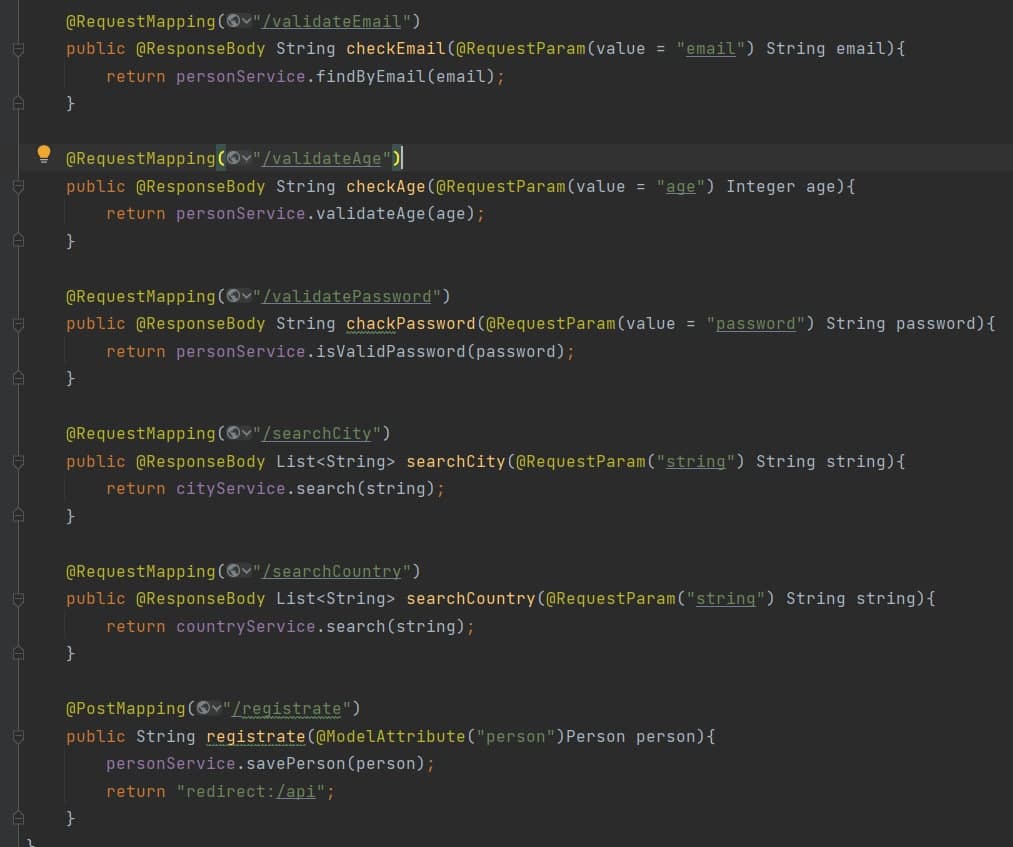 @RequestMapping("/validateEmail")
public @ResponseBody String checkEmail(@RequestParam(value = "email") String email){
return personService.findByEmail(email);
}
@RequestMapping("/validateAge")
public @ResponseBody String checkAge(@RequestParam(value = "age") Integer age){
return personService.validateAge(age);
}
@RequestMapping("/validatePassword")
public @ResponseBody String chackPassword(@RequestParam(value = "password") String password){
return personService.isValidPassword(password);
}
@RequestMapping("/searchCity")
public @ResponseBody List<String> searchCity(@RequestParam("string") String string){
return cityService.search(string);
}
@RequestMapping("/searchCountry")
public @ResponseBody List<String> searchCountry(@RequestParam("string") String string){
return countryService.search(string);
}
@PostMapping("/registrate")
public String registrate(@ModelAttribute("person")Person person){
personService.savePerson(person);
return "redirect:/api";
}
}